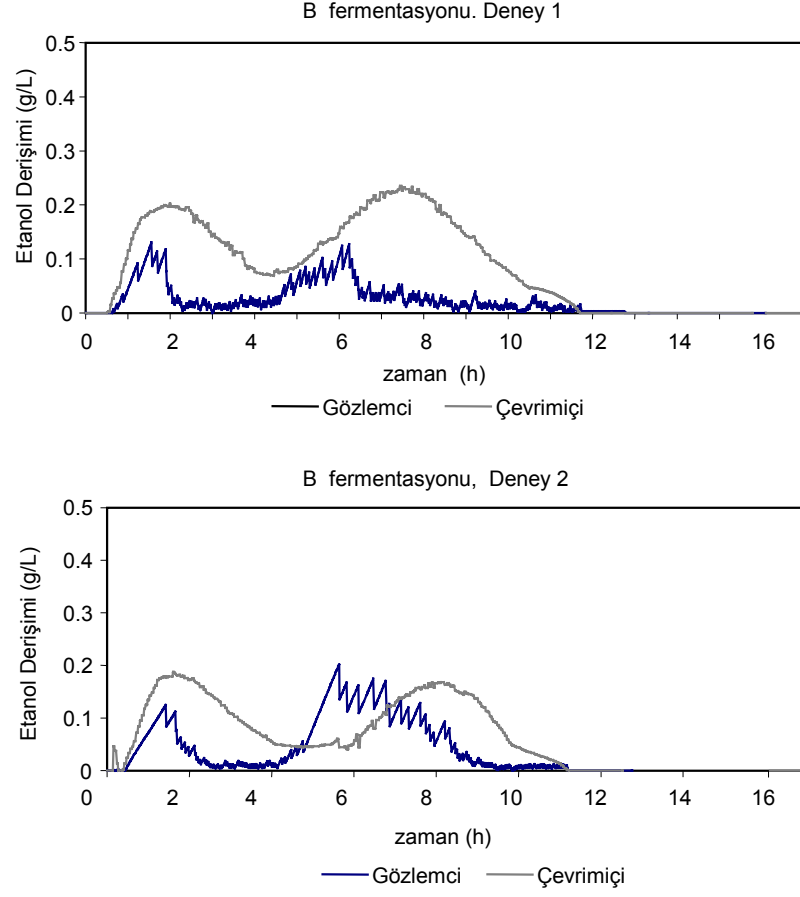 B fermentasyonu. Deney 1
Etanol Derişimi (g/L)
0.5
0.4
0.3
0.2
0.1
0
0 2 4 6 8 10 12 14 16
zaman (h)
Gözlemci Çevrimiçi
B fermentasyonu, Deney 2
Etanol Derişimi (g/L)
0.5
0.4
0.3
0.2
0.1
0
0 2 4 6 8 10 12 14 16
zaman (h)
Gözlemci Çevrimiçi